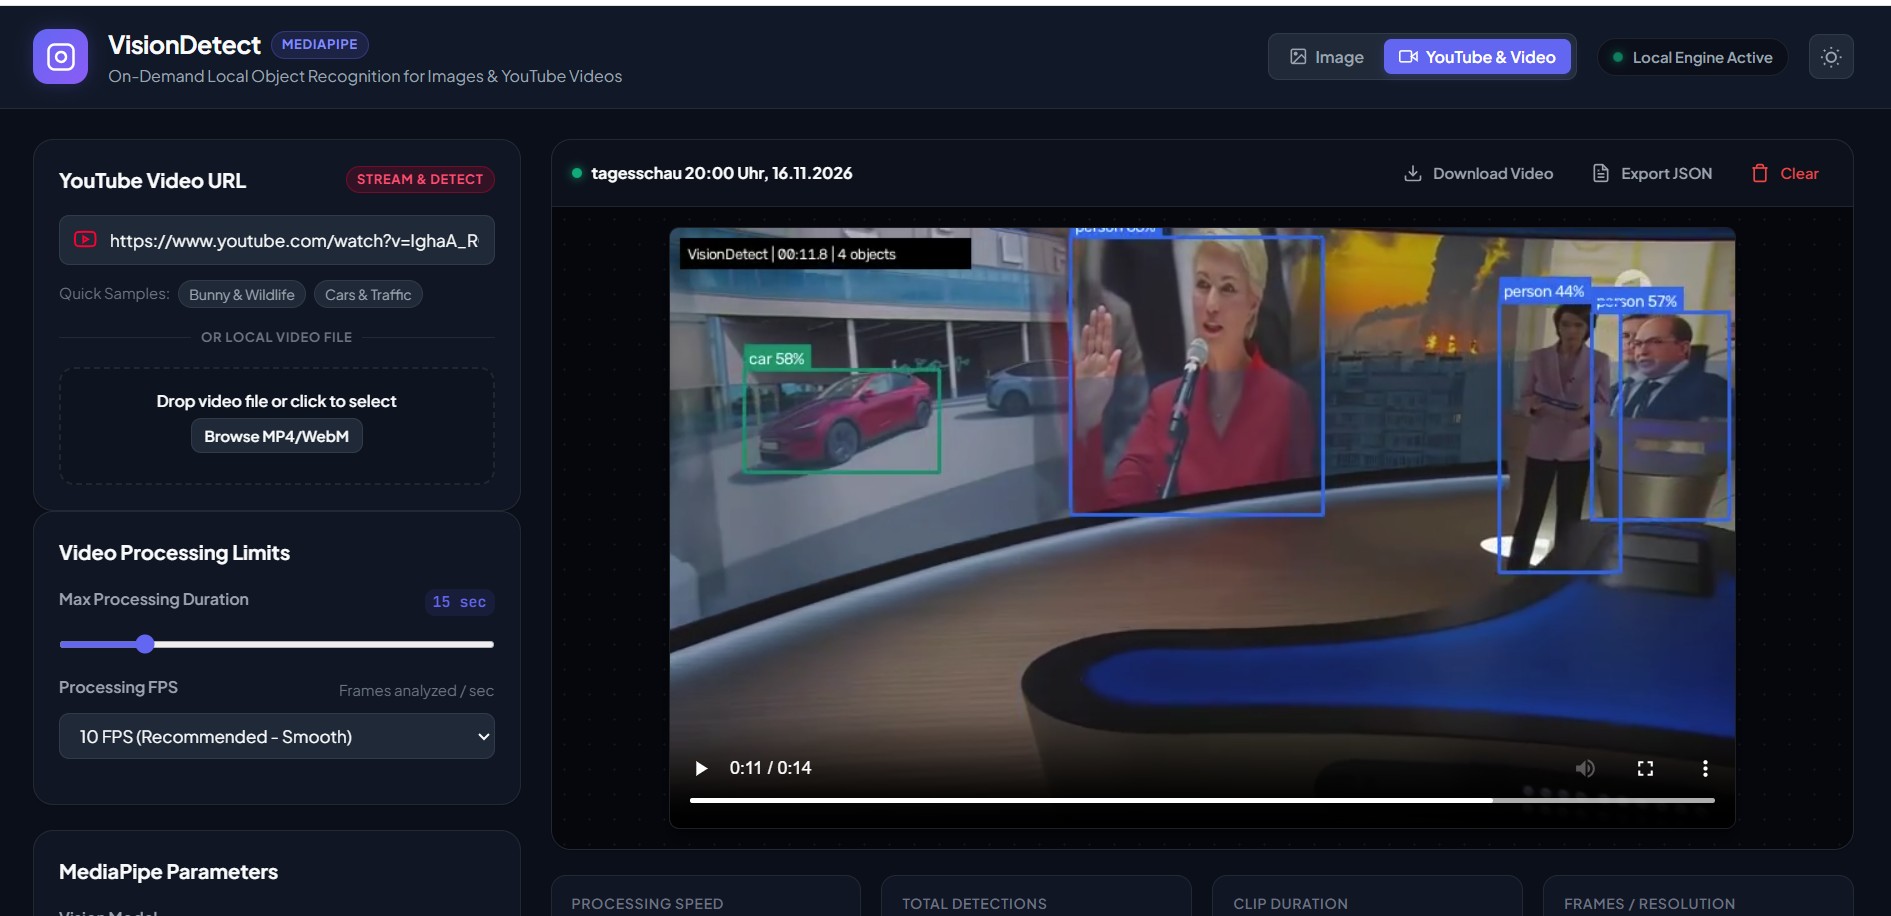 VisionDetect MEDIAPIPE
On-Demand Local Object Recognition for Images & YouTube Videos
Image YouTube & Video Local Engine Active
YouTube Video URL STREAM & DETECT
https://www.youtube.com/watch?v=IghaA_R
Quick Samples: Bunny & Wildlife Cars & Traffic
OR LOCAL VIDEO FILE
Drop video file or click to select
Browse MP4/WebM
Video Processing Limits
Max Processing Duration 15 sec
Processing FPS Frames analyzed / sec
10 FPS (Recommended - Smooth)
MediaPipe Parameters
tagesschau 20:00 Uhr, 16.11.2026
Download Video Export JSON Clear
VisionDetect | 00:11.8 | 4 objects
car 58%
person
person 44%
person 57%
0:11 / 0:14
PROCESSING SPEED TOTAL DETECTIONS CLIP DURATION FRAMES / RESOLUTION